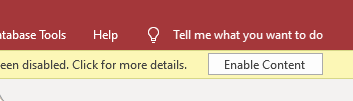 atabase Tools Help Tell me what you want to do
een disabled. Click for more details. Enable Content